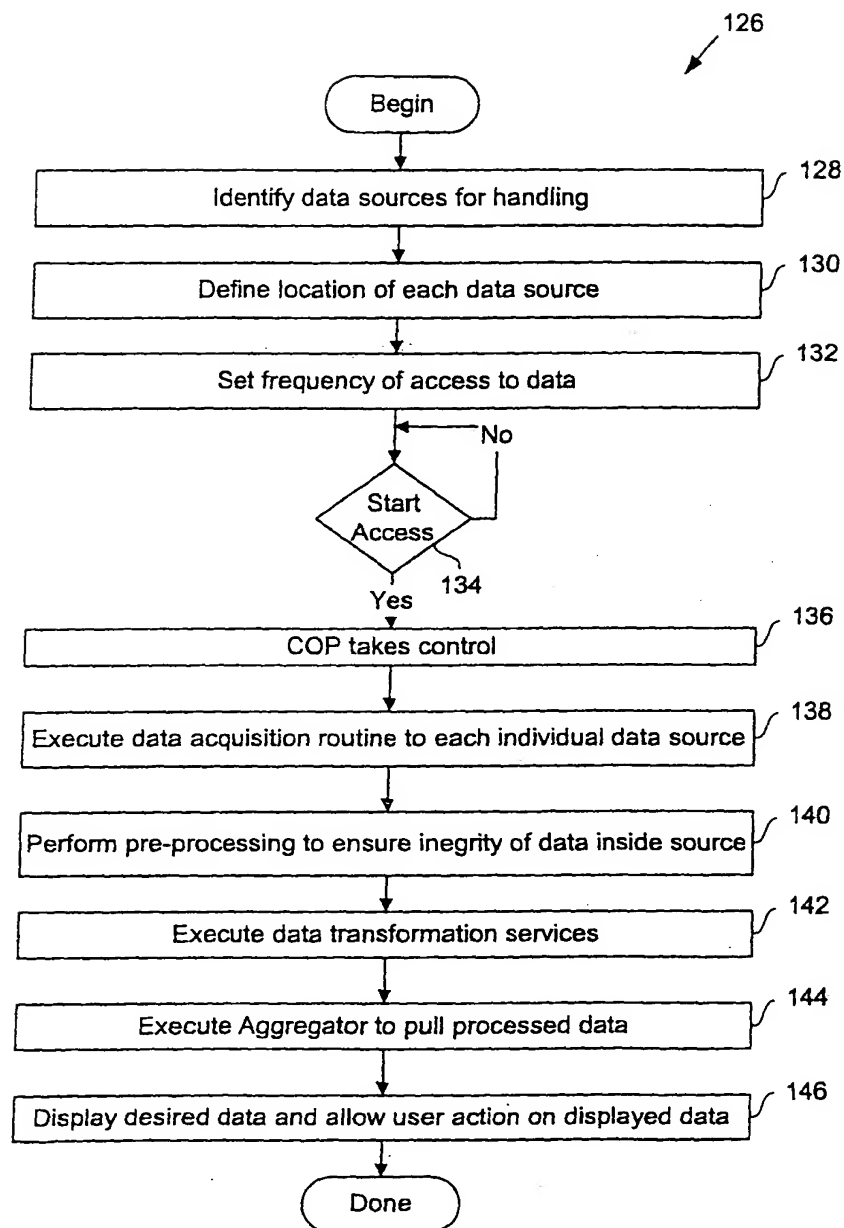 126
Begin
128
Identify data sources for handling
130
Define location of each data source
132
Set frequency of access to data
No
Start
Access
134
Yes
136
COP takes control
138
Execute data acquisition routine to each individual data source
140
Perform pre-processing to ensure inegrity of data inside source
142
Execute data transformation services
144
Execute Aggregator to pull processed data
146
Display desired data and allow user action on displayed data
Done